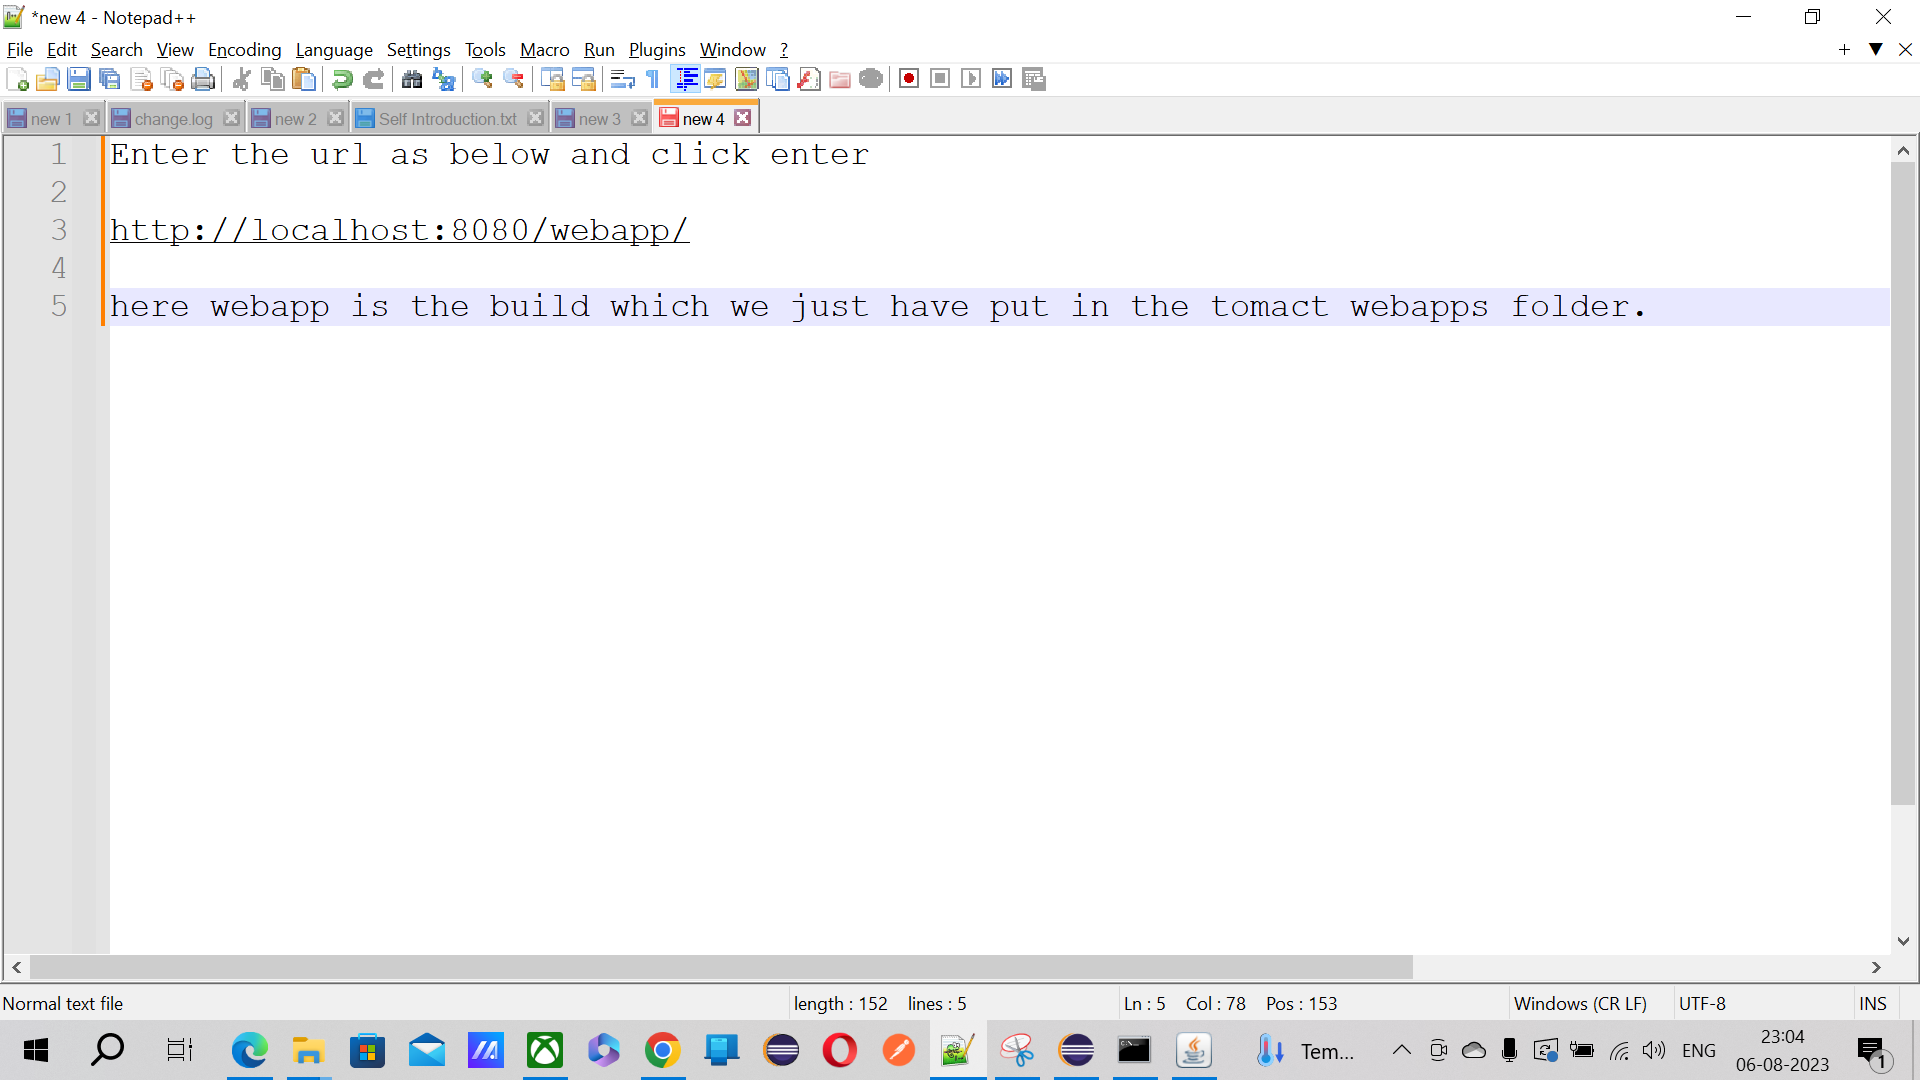 *new 4 - Notepad++
File Edit Search View Encoding Language Settings Tools Macro Run Plugins Window ?
new 1 change.log new 2 Self Introduction.txt new 3 new 4
1 Enter the url as below and click enter
2
3 http://localhost:8080/webapp/
4
5 here webapp is the build which we just have put in the tomact webapps folder.
Normal text file length : 152 lines : 5 Ln : 5 Col : 78 Pos : 153 Windows (CR LF) UTF-8 INS
Tem... ENG 23:04
06-08-2023 1